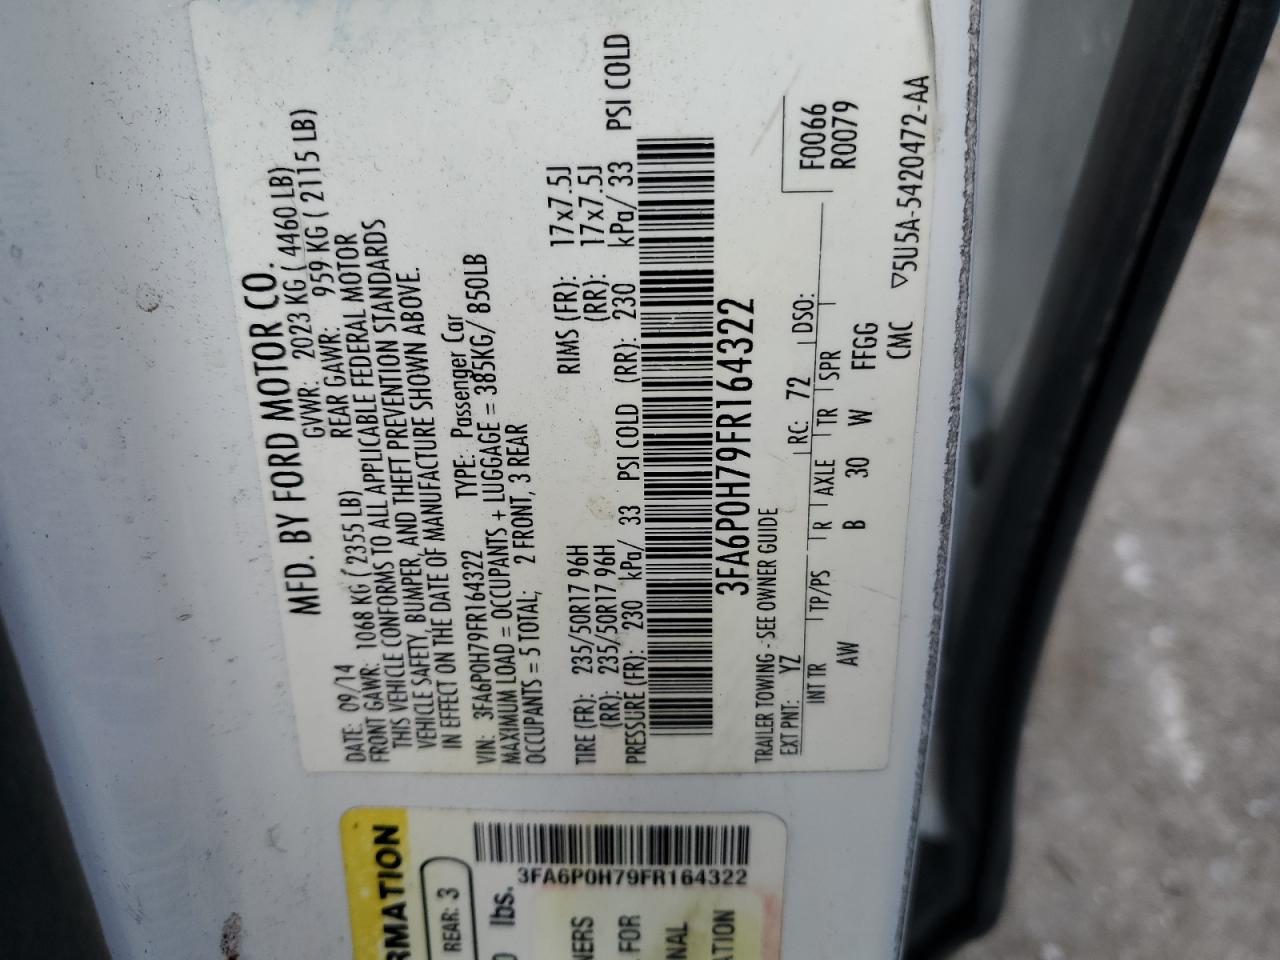 MFD. BY FORD MOTOR CO.
DATE: 09/14 GVWR: 2023 KG ( 4460 LB)
FRONT GAWR: 1068 KG ( 2355 LB) REAR GAWR: 959 KG ( 2115 LB)
THIS VEHICLE CONFORMS TO ALL APPLICABLE FEDERAL MOTOR
VEHICLE SAFETY, BUMPER, AND THEFT PREVENTION STANDARDS
IN EFFECT ON THE DATE OF MANUFACTURE SHOWN ABOVE.
VIN: 3FA6P0H79FR164322 TYPE: Passenger Car
MAXIMUM LOAD = OCCUPANTS + LUGGAGE = 385KG/ 850LB
OCCUPANTS = 5 TOTAL; 2 FRONT, 3 REAR
TIRE (FR): 235/50R17 96H RIMS (FR): 17x7.5J
(RR): 235/50R17 96H (RR): 17x7.5J
PRESSURE (FR): 230 kPa/ 33 PSI COLD (RR): 230 kPa/ 33 PSI COLD
3FA6P0H79FR164322
TRAILER TOWING - SEE OWNER GUIDE
F0066
EXT PNT: YZ RC: 72 DSO: R0079
INT TR TP/PS R AXLE TR SPR
AW B 30 W FFGG
CMC ▽5U5A-5420472-AA
RMATION
REAR: 3
lbs.
3FA6P0H79FR164322
NERS
FOR
NAL
ATION